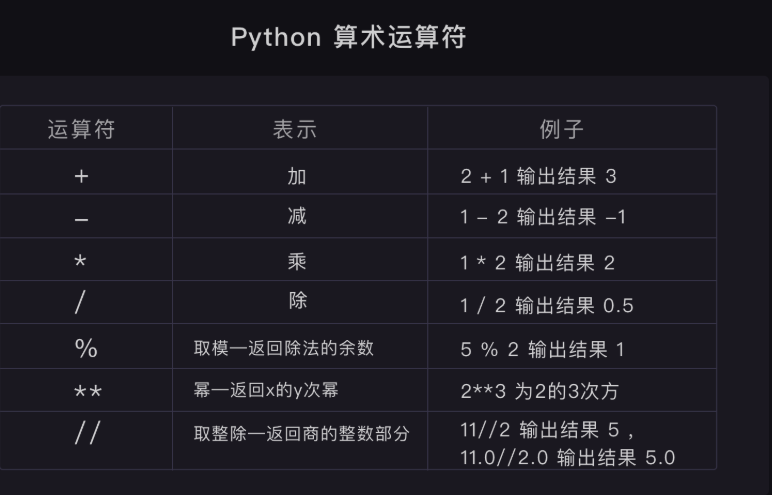 Python 算术运算符
运算符 表示 例子
+ 加 2 + 1 输出结果 3
– 减 1 – 2 输出结果 –1
* 乘 1 * 2 输出结果 2
/ 除 1 / 2 输出结果 0.5
% 取模—返回除法的余数 5 % 2 输出结果 1
** 幂—返回x的y次幂 2**3 为2的3次方
// 取整除—返回商的整数部分 11//2 输出结果 5 ,
11.0//2.0 输出结果 5.0